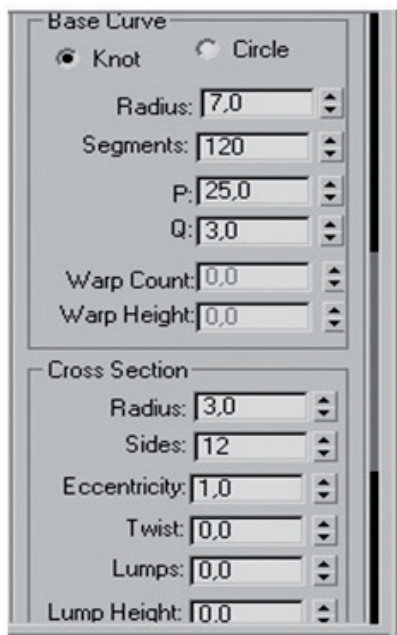 Base Curve
Knot Circle
Radius: 7,0
Segments: 120
P: 25,0
Q: 3,0
Warp Count: 0,0
Warp Height: 0,0
Cross Section
Radius: 3,0
Sides: 12
Eccentricity: 1,0
Twist: 0,0
Lumps: 0,0
Lump Height: 0,0